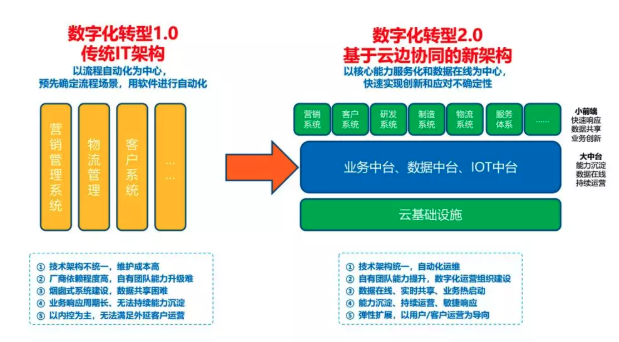 数字化转型1.0
传统IT架构
以流程自动化为中心，
预先确定流程场景，用软件进行自动化
营销管理系统
物流管理
客户系统
……
① 技术架构不统一，维护成本高
② 厂商依赖程度高，自有团队能力升级难
③ 烟囱式系统建设，数据共享困难
④ 业务响应周期长、无法持续能力沉淀
⑤ 以内控为主，无法满足外延客户运营
数字化转型2.0
基于云边协同的新架构
以核心能力服务化和数据在线为中心，
快速实现创新和应对不确定性
营销系统
客户系统
研发系统
制造系统
物流系统
服务体系
……
小前端
快速响应
数据共享
业务创新
业务中台、数据中台、IOT中台
大中台
能力沉淀
数据在线
持续运营
云基础设施
① 技术架构统一，自动化运维
② 自有团队能力提升，数字化运营组织建设
③ 数据在线、实时共享、业务热启动
④ 能力沉淀、持续运营、敏捷响应
⑤ 弹性扩展，以用户/客户运营为导向